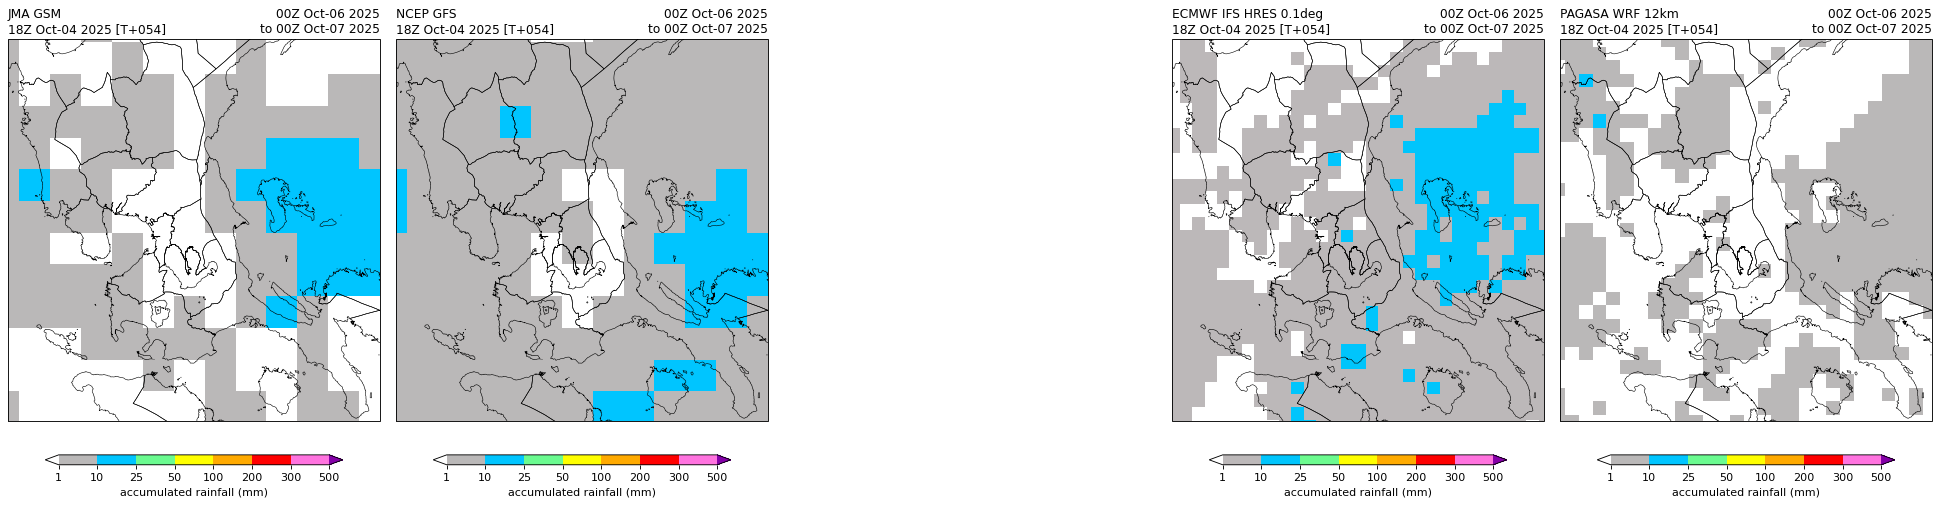 JMA GSM 00Z Oct-06 2025
18Z Oct-04 2025 [T+054] to 00Z Oct-07 2025
1 10 25 50 100 200 300 500
accumulated rainfall (mm)
NCEP GFS 00Z Oct-06 2025
18Z Oct-04 2025 [T+054] to 00Z Oct-07 2025
1 10 25 50 100 200 300 500
accumulated rainfall (mm)
ECMWF IFS HRES 0.1deg 00Z Oct-06 2025
18Z Oct-04 2025 [T+054] to 00Z Oct-07 2025
1 10 25 50 100 200 300 500
accumulated rainfall (mm)
PAGASA WRF 12km 00Z Oct-06 2025
18Z Oct-04 2025 [T+054] to 00Z Oct-07 2025
1 10 25 50 100 200 300 500
accumulated rainfall (mm)